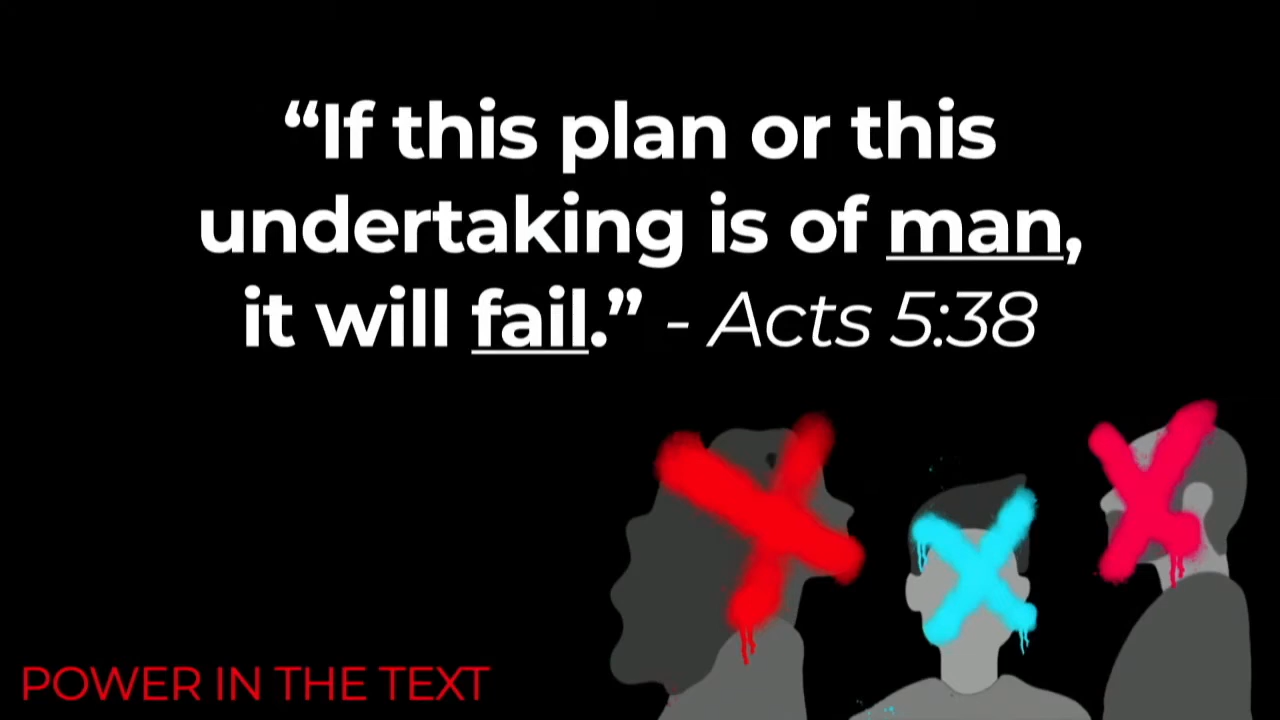 “If this plan or this
undertaking is of man,
it will fail.” - Acts 5:38
POWER IN THE TEXT